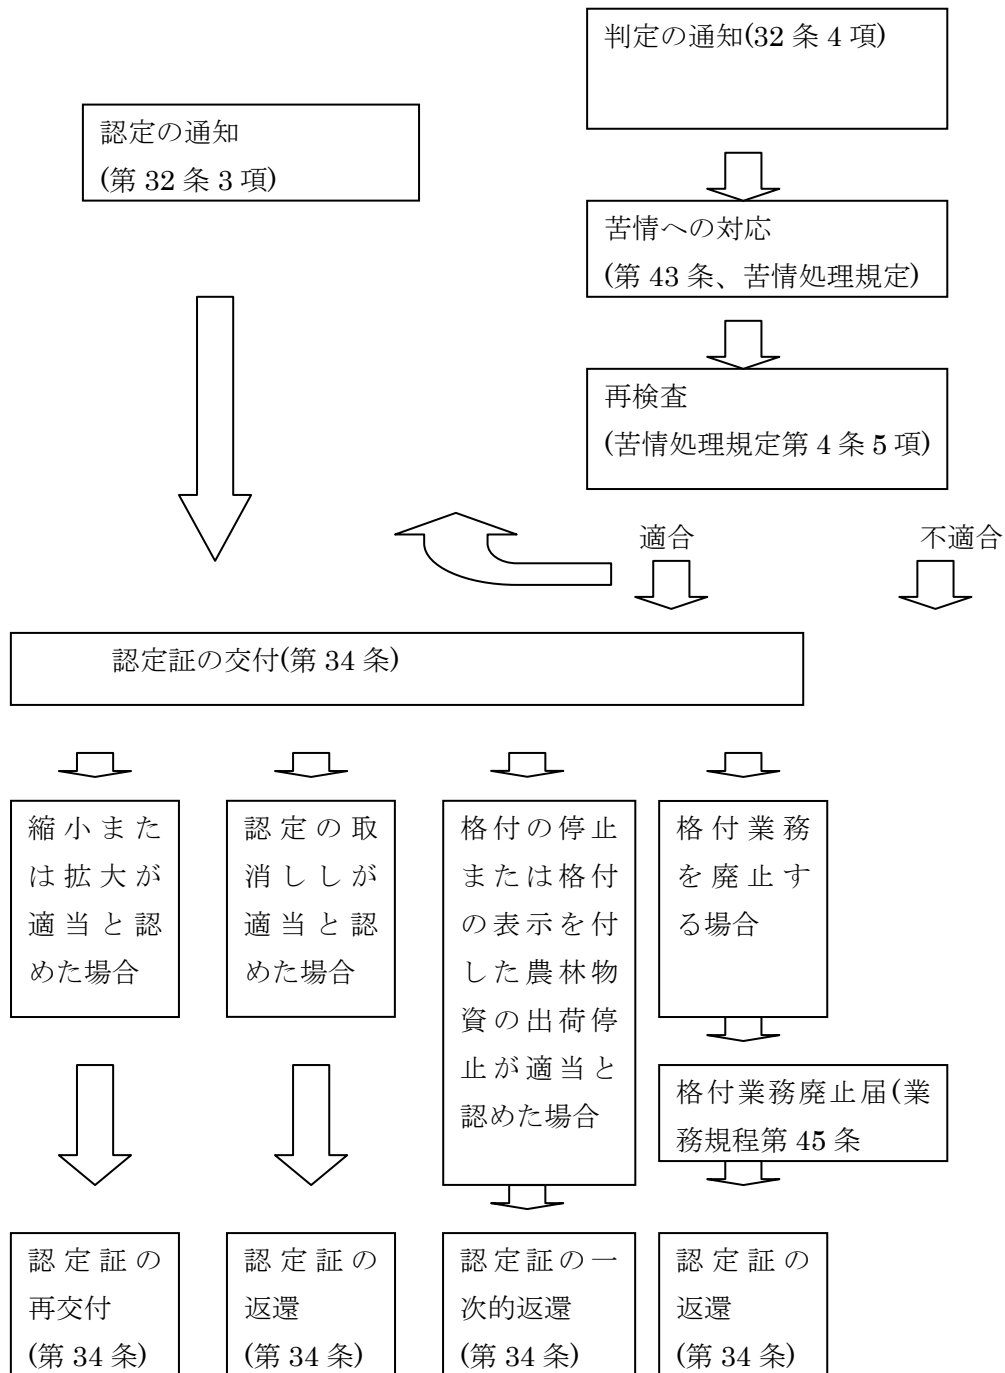 判定の通知(32 条 4 項)
認定の通知
(第 32 条 3 項)
苦情への対応
(第 43 条、苦情処理規定)
再検査
(苦情処理規定第 4 条 5 項)
適合
不適合
認定証の交付(第 34 条)
縮小また
は拡大が
適当と認
めた場合
認定の取
消ししが
適当と認
めた場合
格付の停止
または格付
の表示を付
した農林物
資の出荷停
止が適当と
認めた場合
格付業務
を廃止す
る場合
格付業務廃止届(業
務規程第 45 条
認定証の
再交付
(第 34 条)
認定証の
返還
(第 34 条)
認定証の一
次的返還
(第 34 条)
認定証の
返還
(第 34 条)